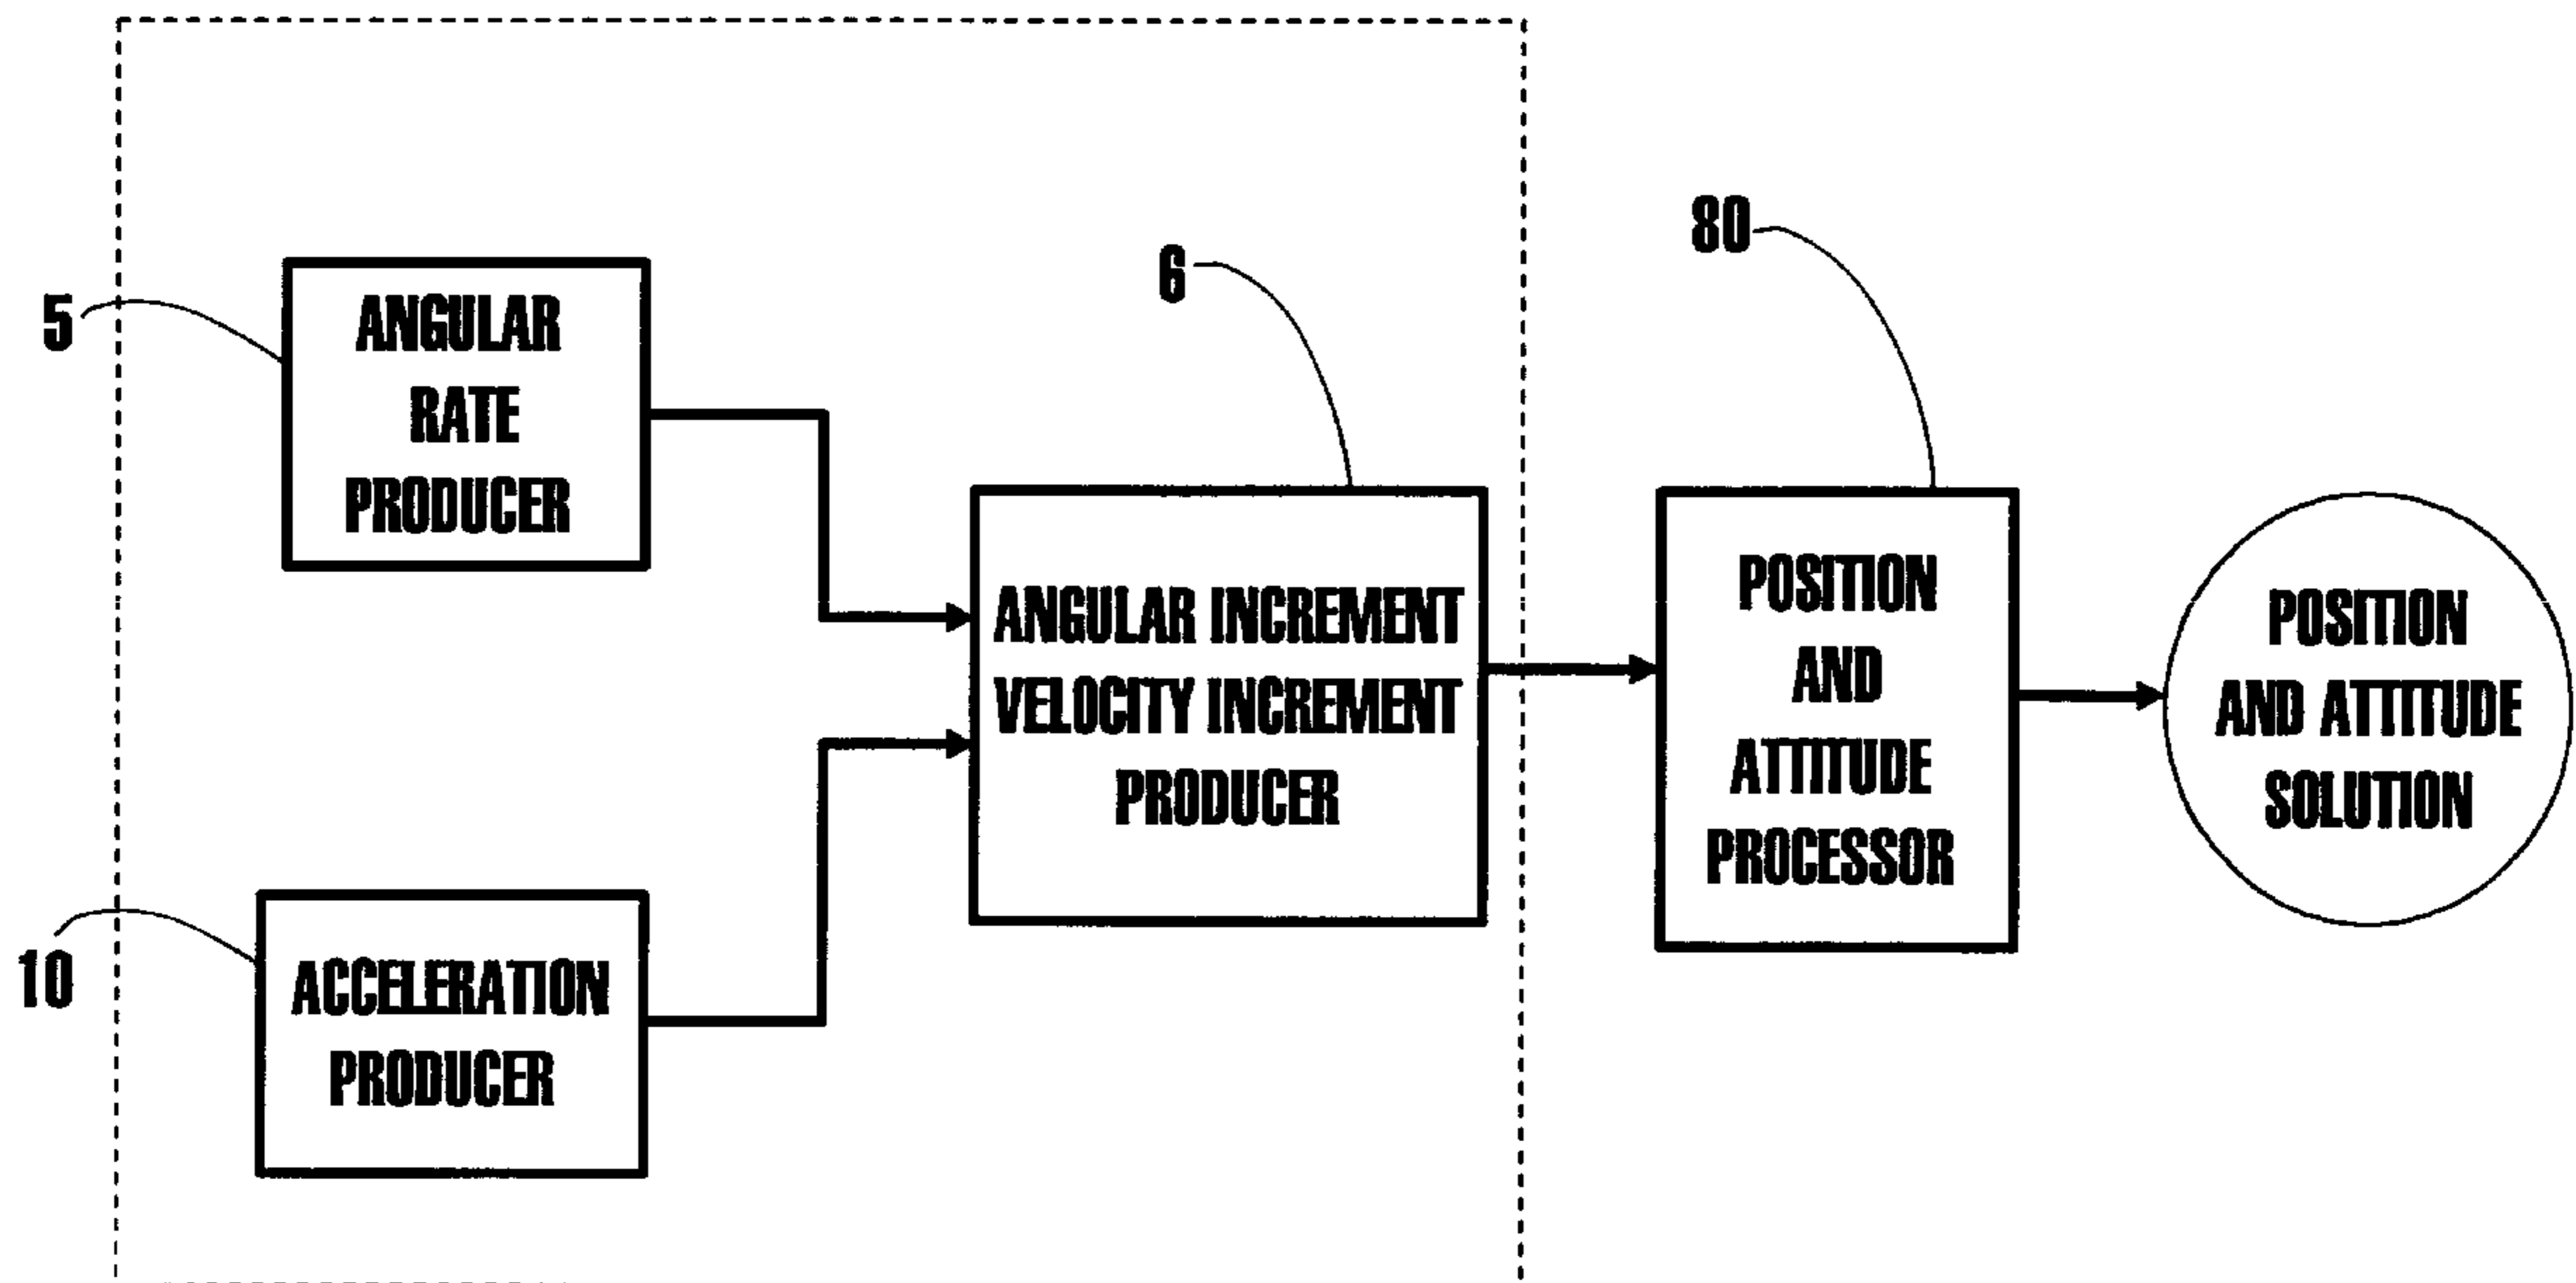 5
ANGULAR
RATE
PRODUCER
10
ACCELERATION
PRODUCER
6
ANGULAR INCREMENT
VELOCITY INCREMENT
PRODUCER
80
POSITION
AND
ATTITUDE
PROCESSOR
POSITION
AND ATTITUDE
SOLUTION